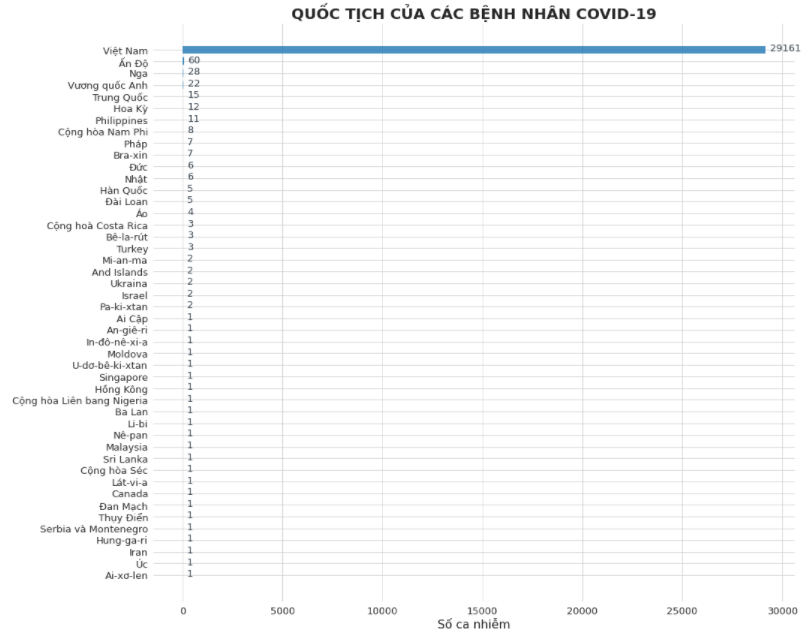 QUỐC TỊCH CỦA CÁC BỆNH NHÂN COVID-19
Việt Nam 29161
Ấn Độ 60
Nga 28
Vương quốc Anh 22
Trung Quốc 15
Hoa Kỳ 12
Philippines 11
Cộng hòa Nam Phi 8
Pháp 7
Bra-xin 7
Đức 6
Nhật 6
Hàn Quốc 5
Đài Loan 5
Áo 4
Cộng hoà Costa Rica 3
Bê-la-rút 3
Turkey 3
Mi-an-ma 2
And Islands 2
Ukraina 2
Israel 2
Pa-ki-xtan 2
Ai Cập 1
An-giê-ri 1
In-đô-nê-xi-a 1
Moldova 1
U-dơ-bê-ki-xtan 1
Singapore 1
Hồng Kông 1
Cộng hòa Liên bang Nigeria 1
Ba Lan 1
Li-bi 1
Nê-pan 1
Malaysia 1
Sri Lanka 1
Cộng hòa Séc 1
Lát-vi-a 1
Canada 1
Đan Mạch 1
Thuỵ Điển 1
Serbia và Montenegro 1
Hung-ga-ri 1
Iran 1
Úc 1
Ai-xơ-len 1
0 5000 10000 15000 20000 25000 30000
Số ca nhiễm